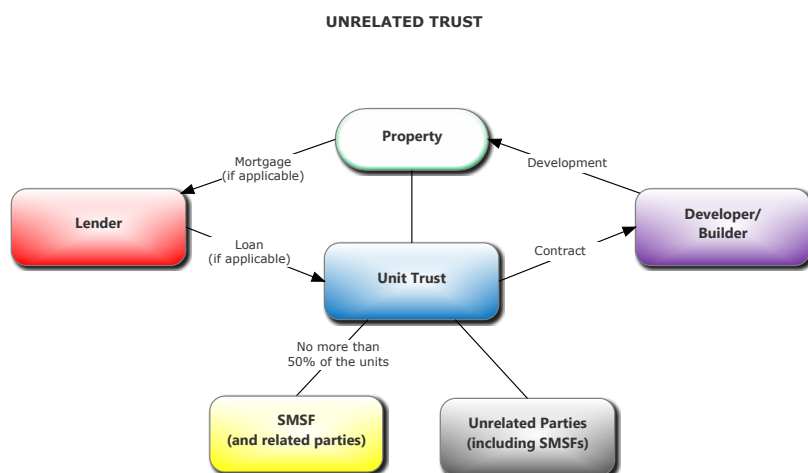 UNRELATED TRUST
Property
Mortgage
(if applicable)
Development
Lender
Developer/
Builder
Loan
(if applicable)
Contract
Unit Trust
No more than
50% of the units
SMSF
(and related parties)
Unrelated Parties
(including SMSFs)